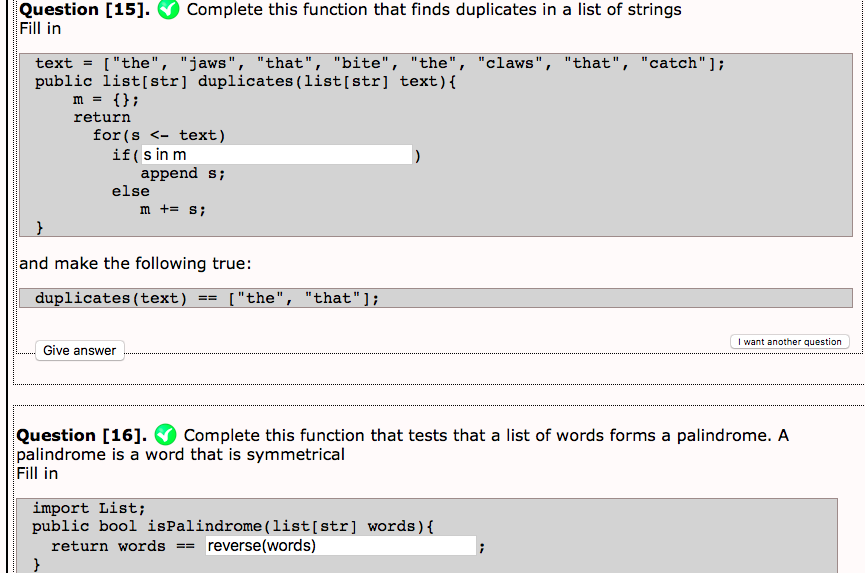 Question [15]. Complete this function that finds duplicates in a list of strings
Fill in
text = ["the", "jaws", "that", "bite", "the", "claws", "that", "catch"];
public list[str] duplicates(list[str] text){
m = {};
return
for(s <- text)
if( s in m )
append s;
else
m += s;
}
and make the following true:
duplicates(text) == ["the", "that"];
Give answer
I want another question
Question [16]. Complete this function that tests that a list of words forms a palindrome. A
palindrome is a word that is symmetrical
Fill in
import List;
public bool isPalindrome(list[str] words){
return words == reverse(words) ;
}